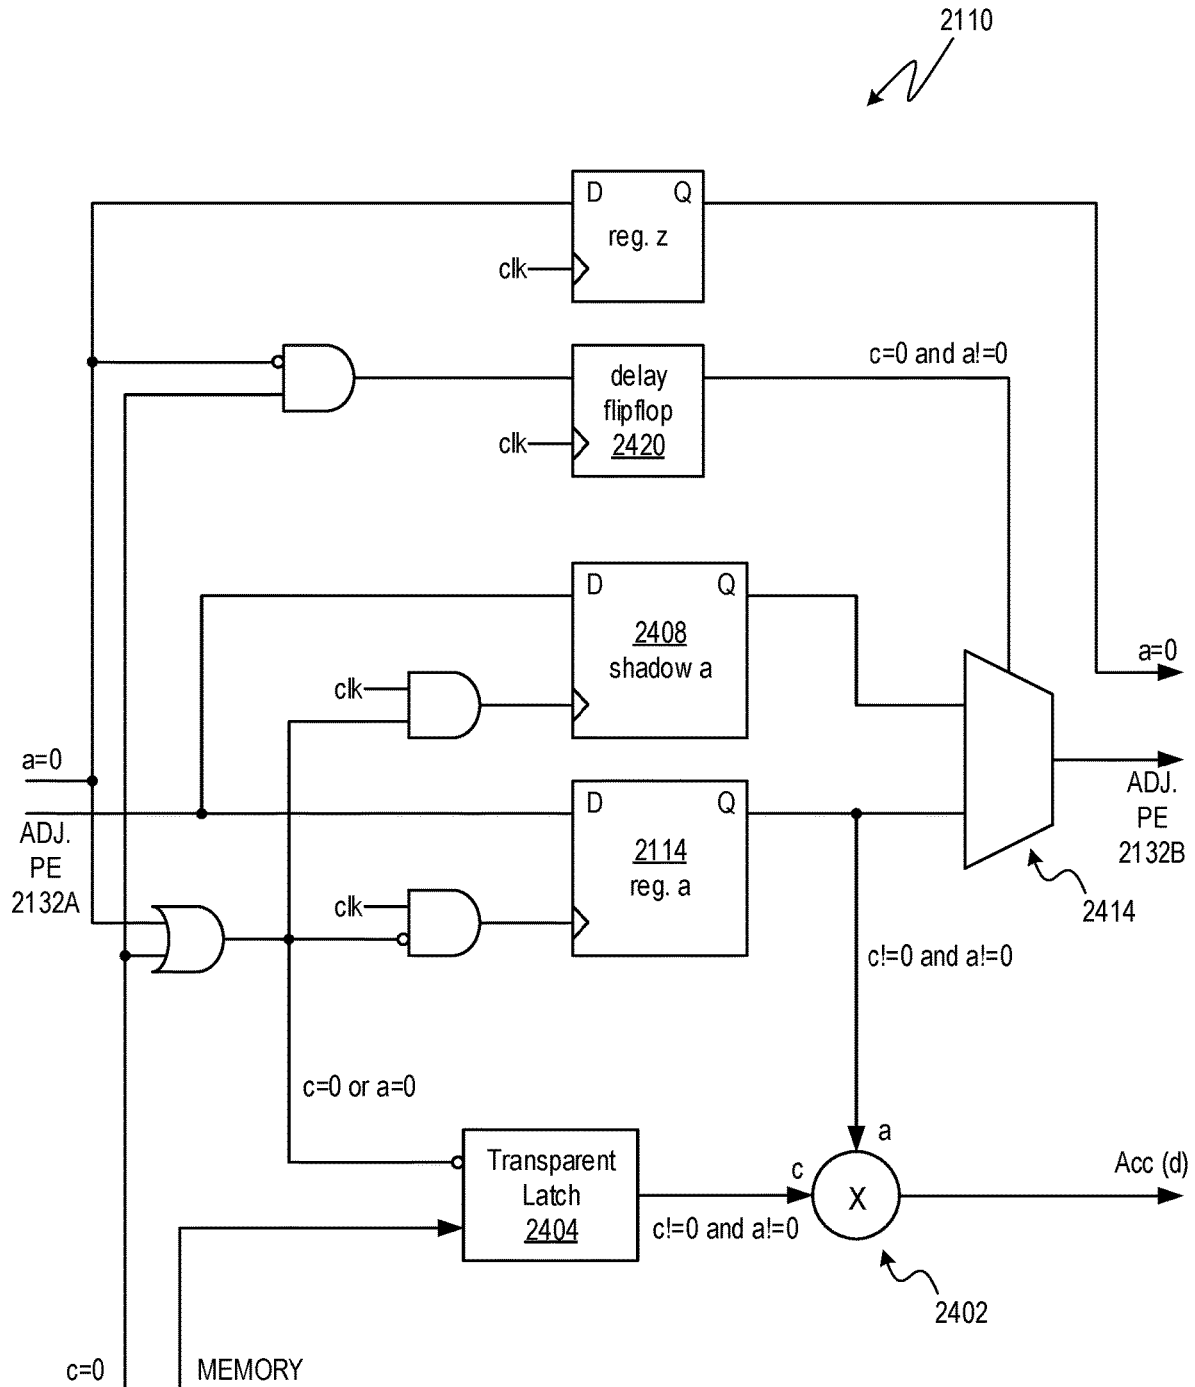 2110
D Q
reg. z
clk
delay
flipflop
2420
clk
c=0 and a!=0
D Q
2408
shadow a
clk
a=0
a=0
D Q
2114
reg. a
clk
ADJ.
PE
2132A
ADJ.
PE
2132B
2414
c!=0 and a!=0
c=0 or a=0
Transparent
Latch
2404
c
a
X
c!=0 and a!=0
Acc (d)
2402
c=0
MEMORY